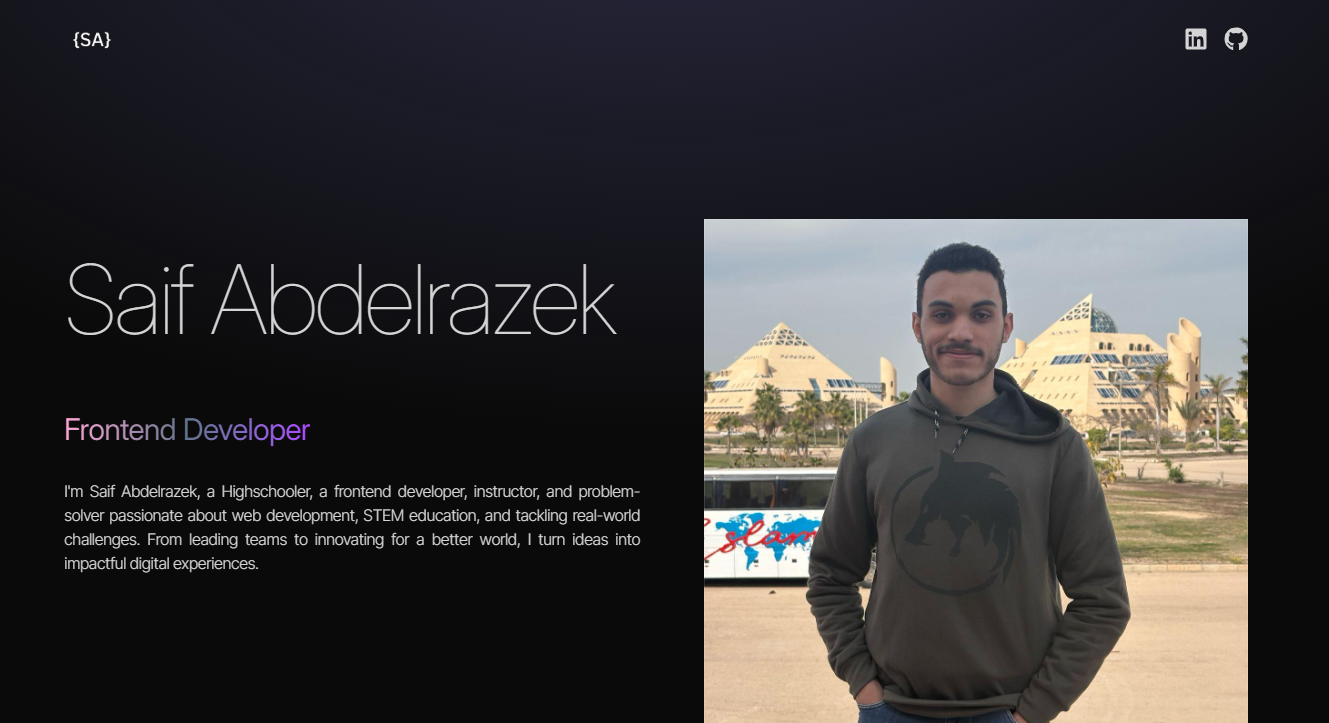 {SA}
in
Saif Abdelrazek
Frontend Developer
I'm Saif Abdelrazek, a Highschooler, a frontend developer, instructor, and problem-
solver passionate about web development, STEM education, and tackling real-world
challenges. From leading teams to innovating for a better world, I turn ideas into
impactful digital experiences.
slam